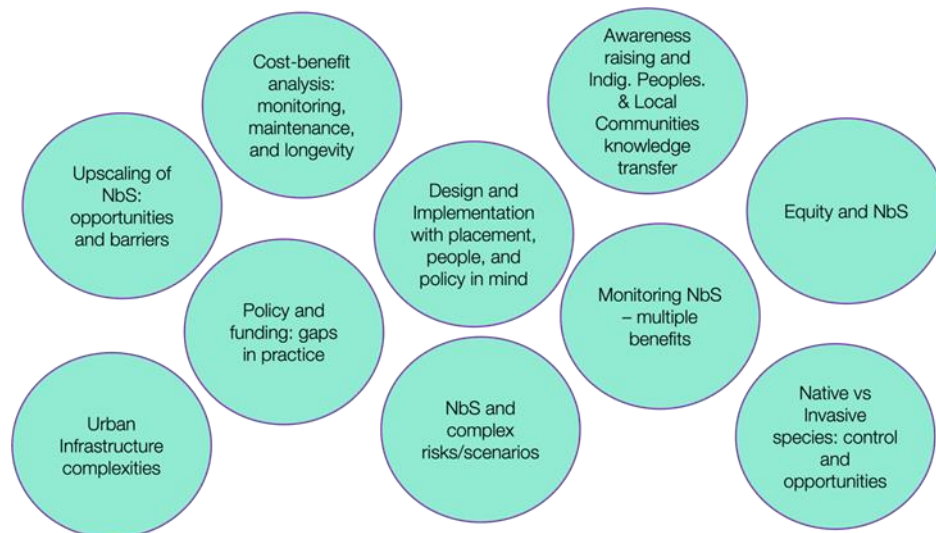 Cost-benefit
analysis:
monitoring,
maintenance,
and longevity
Awareness
raising and
Indig. Peoples.
& Local
Communities
knowledge
transfer
Upscaling of
NbS:
opportunities
and barriers
Design and
Implementation
with placement,
people, and
policy in mind
Equity and NbS
Policy and
funding: gaps
in practice
Monitoring NbS
– multiple
benefits
Urban
Infrastructure
complexities
NbS and
complex
risks/scenarios
Native vs
Invasive
species: control
and
opportunities